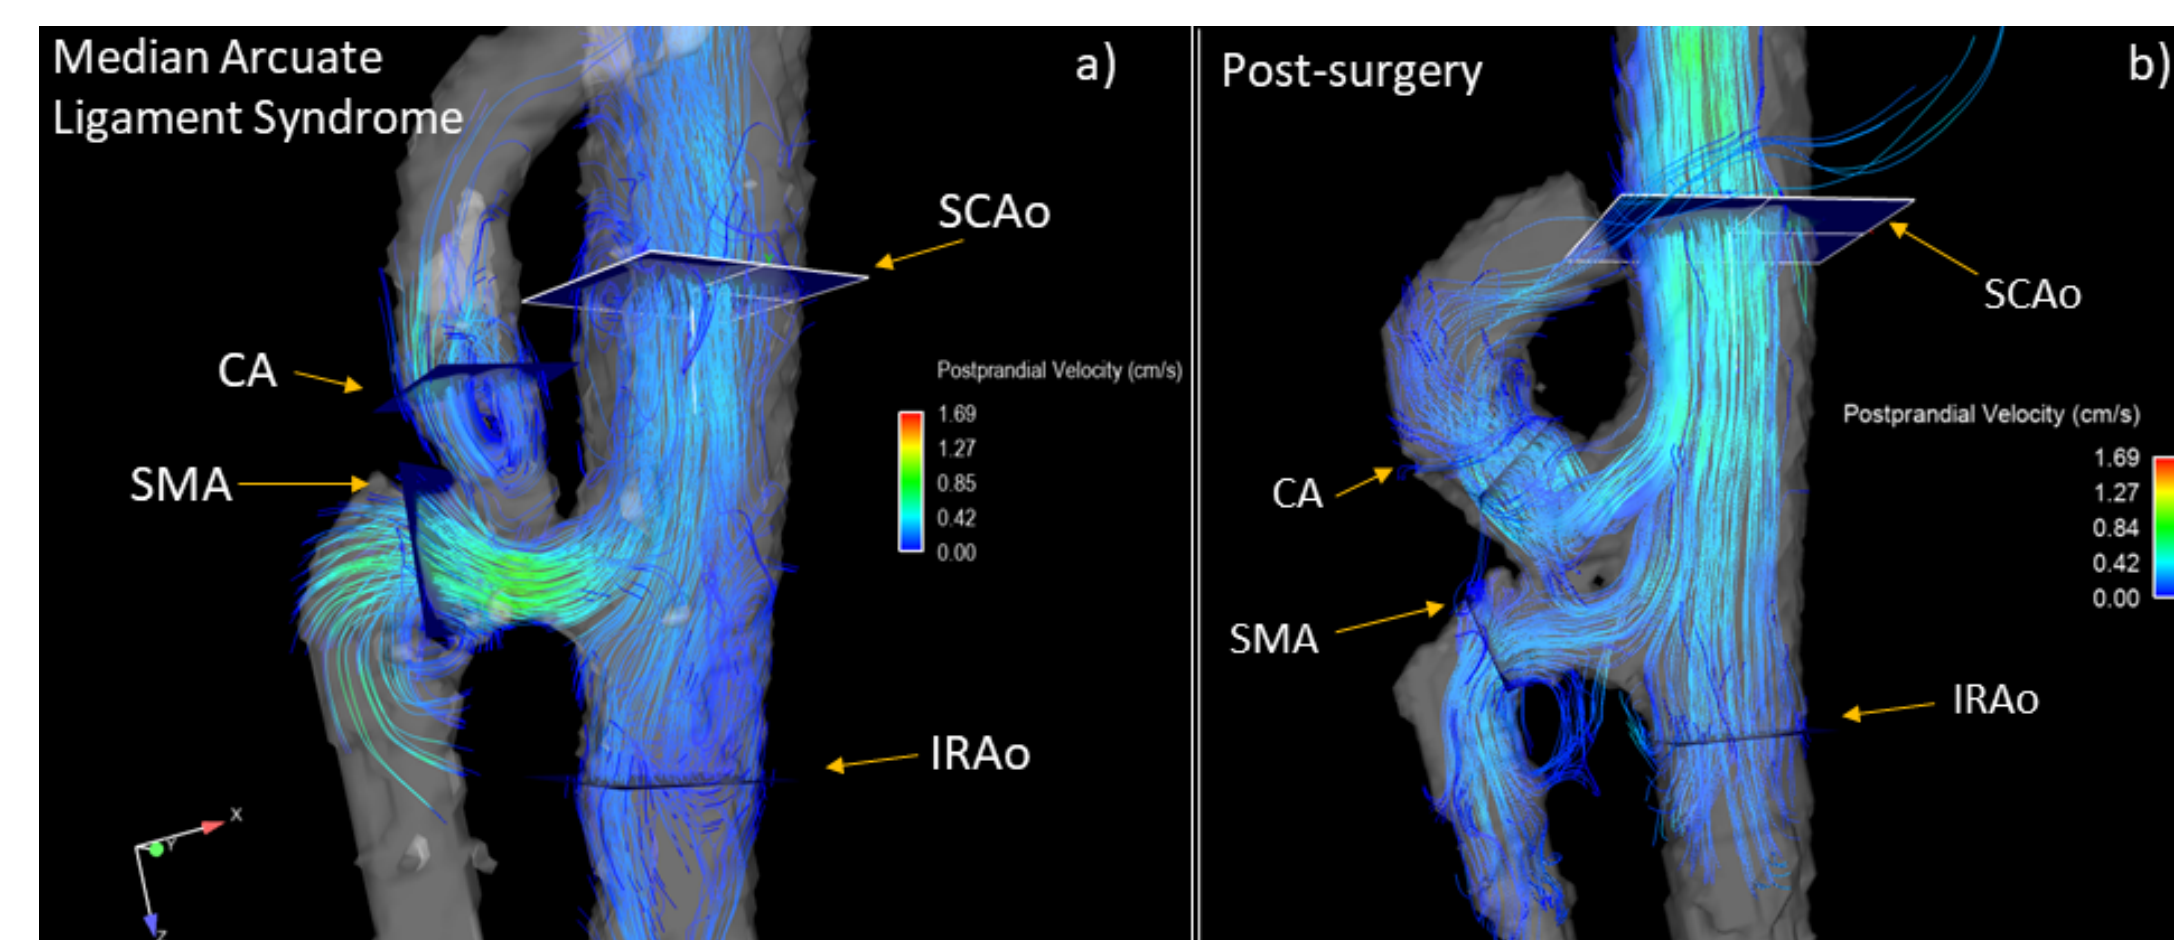 Median Arcuate
Ligament Syndrome
a)
SCAo
CA
Postprandial Velocity (cm/s)
1.69
1.27
0.85
0.42
0.00
SMA
IRAo
X
Y
Z
Post-surgery
b)
SCAo
Postprandial Velocity (cm/s)
1.69
1.27
0.84
0.42
0.00
CA
SMA
IRAo